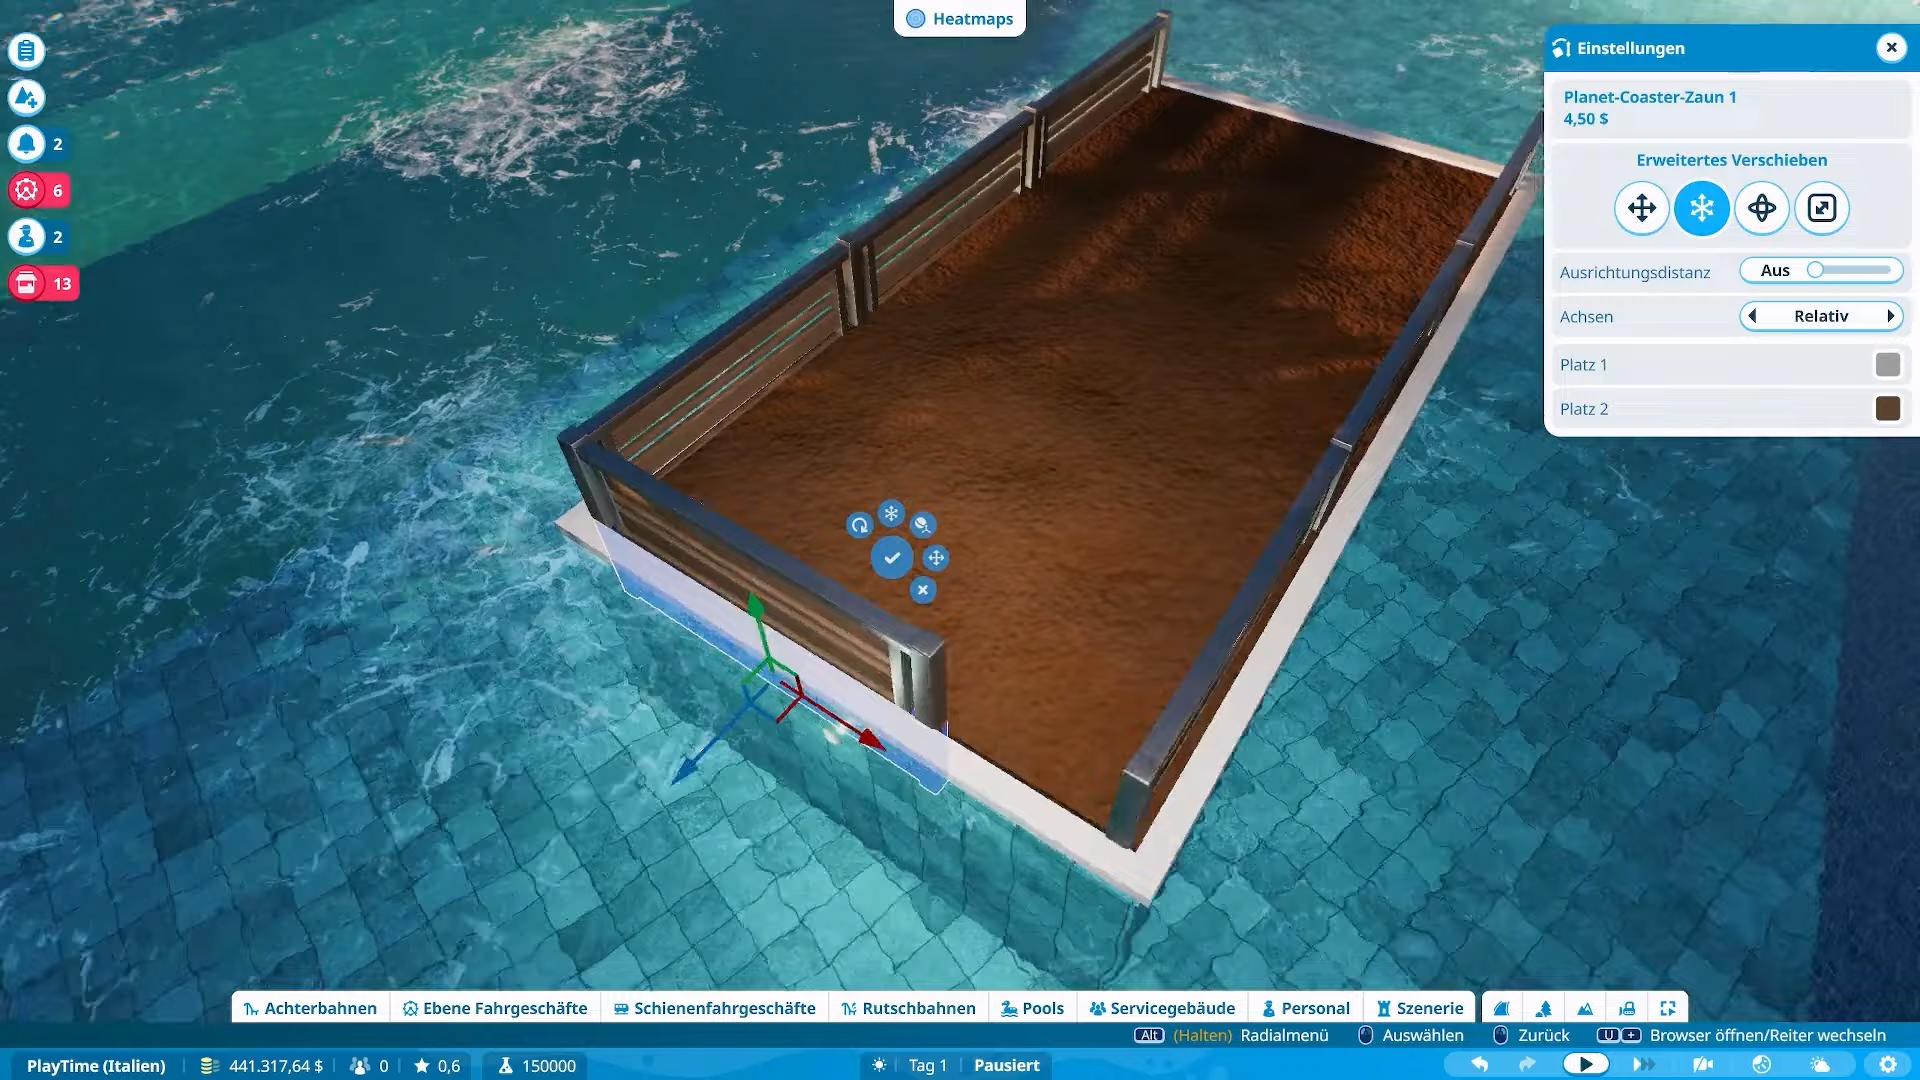 Heatmaps
2
6
2
13
Einstellungen
Planet-Coaster-Zaun 1
4,50 $
Erweitertes Verschieben
Ausrichtungsdistanz
Aus
Achsen
Relativ
Platz 1
Platz 2
Achterbahnen
Ebene Fahrgeschäfte
Schienenfahrgeschäfte
Rutschbahnen
Pools
Servicegebäude
Personal
Szenerie
Alt (Halten) Radialmenü
Auswählen
Zurück
U + Browser öffnen/Reiter wechseln
PlayTime (Italien)
441.317,64 $
0
0,6
150000
Tag 1
Pausiert